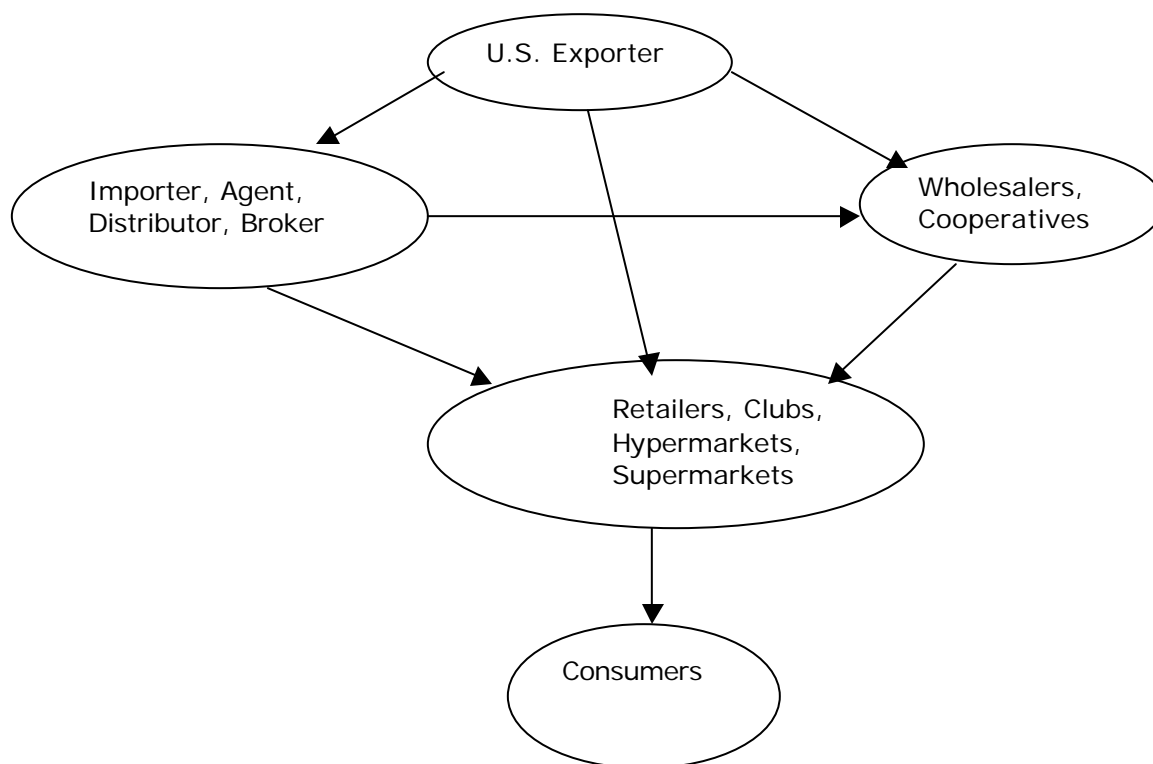 U.S. Exporter
Importer, Agent,
Distributor, Broker
Wholesalers,
Cooperatives
Retailers, Clubs,
Hypermarkets,
Supermarkets
Consumers